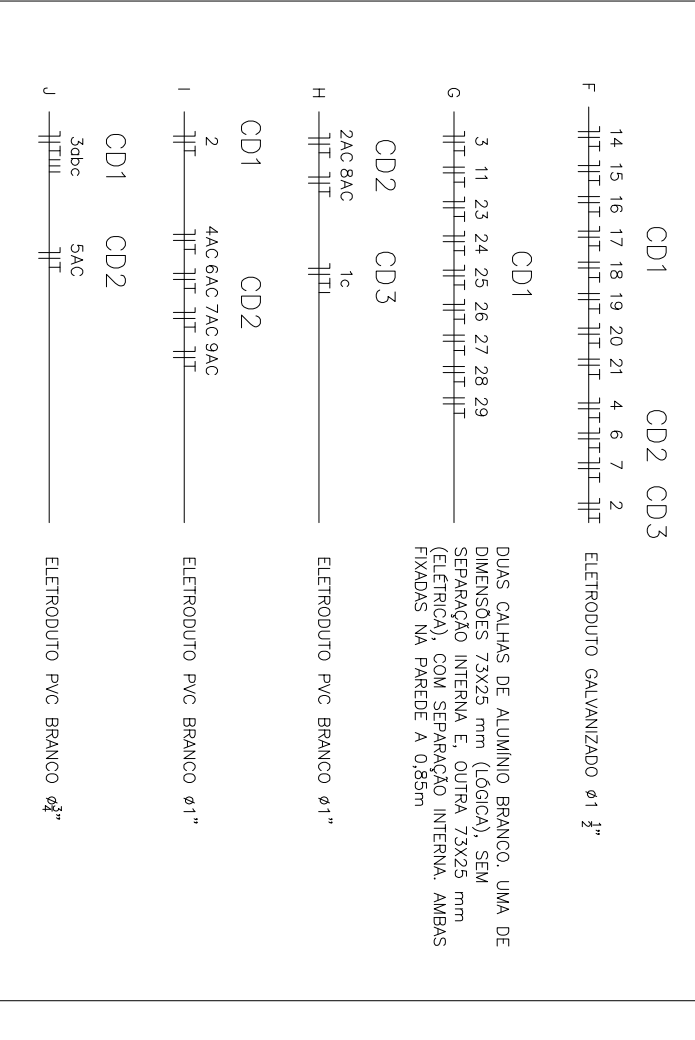 CD1 CD2 CD3
F 14 15 16 17 18 19 20 21 4 6 7 2
ELETRODUTO GALVANIZADO ø1 1/2"
CD1
G 3 11 23 24 25 26 27 28 29
DUAS CALHAS DE ALUMÍNIO BRANCO. UMA DE
DIMENSÕES 73X25 mm (LÓGICA), SEM
SEPARAÇÃO INTERNA E, OUTRA 73X25 mm
(ELÉTRICA), COM SEPARAÇÃO INTERNA. AMBAS
FIXADAS NA PAREDE A 0,85m
CD2 CD3
H 2AC 8AC 1c
ELETRODUTO PVC BRANCO ø1"
CD1 CD2
I 2 4AC 6AC 7AC 9AC
ELETRODUTO PVC BRANCO ø1"
CD1 CD2
J 3abc 5AC
ELETRODUTO PVC BRANCO ø3/4"